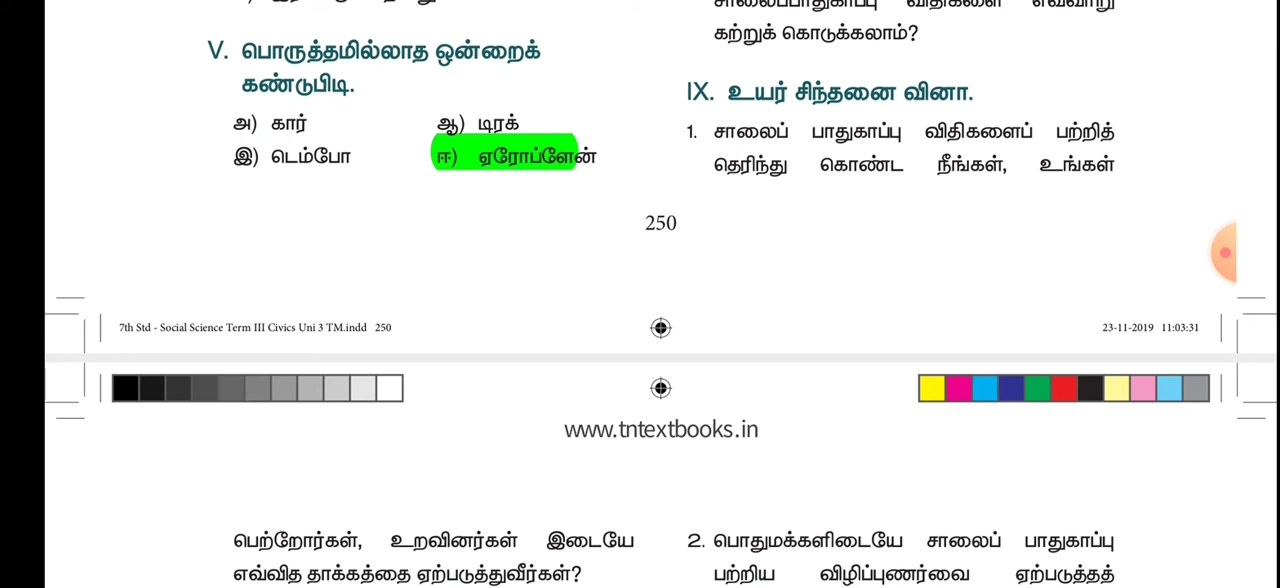 V. பொருத்தமில்லாத ஒன்றைக்
கண்டுபிடி.
அ) கார் ஆ) டிரக்
இ) டெம்போ ஈ) ஏரோப்ளேன்
சாலைப்பாதுகாப்பு விதிகளை எவ்வாறு
கற்றுக் கொடுக்கலாம்?
IX. உயர் சிந்தனை வினா.
1. சாலைப் பாதுகாப்பு விதிகளைப் பற்றித்
தெரிந்து கொண்ட நீங்கள், உங்கள்
250
7th Std - Social Science Term III Civics Uni 3 TM.indd 250
23-11-2019 11:03:31
www.tntextbooks.in
பெற்றோர்கள், உறவினர்கள் இடையே
எவ்வித தாக்கத்தை ஏற்படுத்துவீர்கள்?
2. பொதுமக்களிடையே சாலைப் பாதுகாப்பு
பற்றிய விழிப்புணர்வை ஏற்படுத்தத்